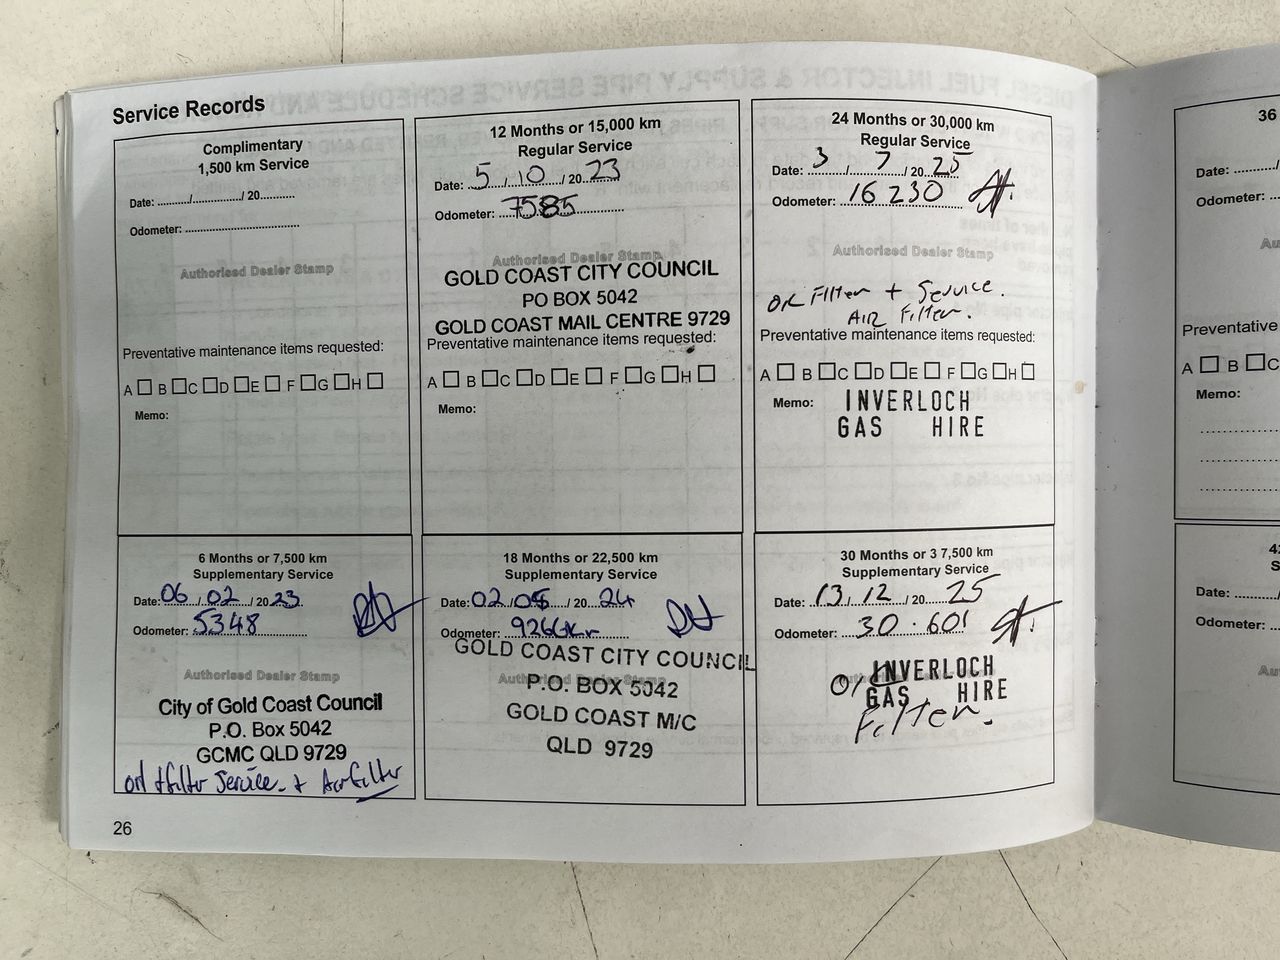 Service Records
Complimentary
1,500 km Service
Date: ........../............../ 20...........
Odometer: ....................................
Authorised Dealer Stamp
Preventative maintenance items requested:
A B C D E F G H
Memo:
12 Months or 15,000 km
Regular Service
Date: 5 / 10 / 20 23
Odometer: 7585
Authorised Dealer Stamp
GOLD COAST CITY COUNCIL
PO BOX 5042
GOLD COAST MAIL CENTRE 9729
Preventative maintenance items requested:
A B C D E F G H
Memo:
24 Months or 30,000 km
Regular Service
Date: 3 / 7 / 20 25
Odometer: 16 230
Authorised Dealer Stamp
Filter + Service.
AIR Filter.
Preventative maintenance items requested:
A B C D E F G H
Memo: INVERLOCH
GAS HIRE
6 Months or 7,500 km
Supplementary Service
Date: 06 / 02 / 20 23
Odometer: 5348
Authorised Dealer Stamp
City of Gold Coast Council
P.O. Box 5042
GCMC QLD 9729
oil + filter Service + Air filter
18 Months or 22,500 km
Supplementary Service
Date: 02 / / 20 24
Odometer:
GOLD COAST CITY COUNCIL
Authorised Dealer Stamp
P.O. BOX 5042
GOLD COAST M/C
QLD 9729
30 Months or 3 7,500 km
Supplementary Service
Date: 13 / 12 / 20 25
Odometer: 30.601
INVERLOCH
GAS HIRE
Filter.
26
36
Date:
Odometer:
Preventative
A B C
Memo:
Date:
Odometer: